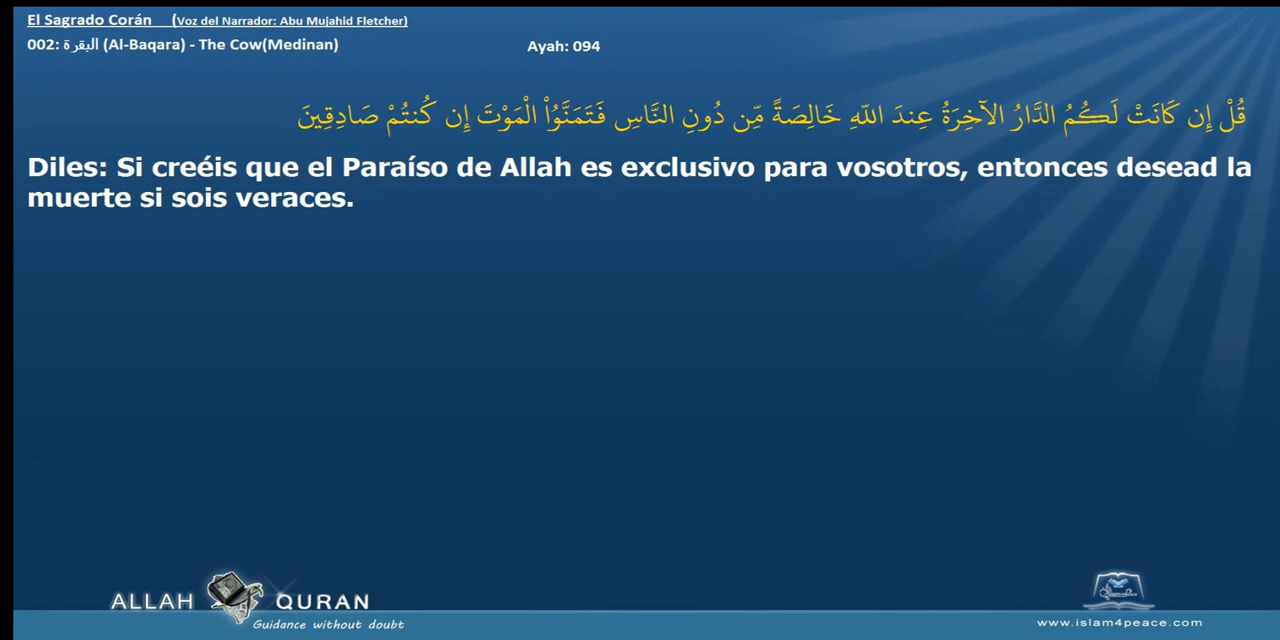 El Sagrado Corán (Voz del Narrador: Abu Mujahid Fletcher)
002: البقرة (Al-Baqara) - The Cow(Medinan) Ayah: 094
قُلْ إِن كَانَتْ لَكُمُ الدَّارُ الآخِرَةُ عِندَ اللّهِ خَالِصَةً مِّن دُونِ النَّاسِ فَتَمَنَّوُاْ الْمَوْتَ إِن كُنتُمْ صَادِقِينَ
Diles: Si creéis que el Paraíso de Allah es exclusivo para vosotros, entonces desead la
muerte si sois veraces.
ALLAH QURAN
Guidance without doubt
www.islam4peace.com